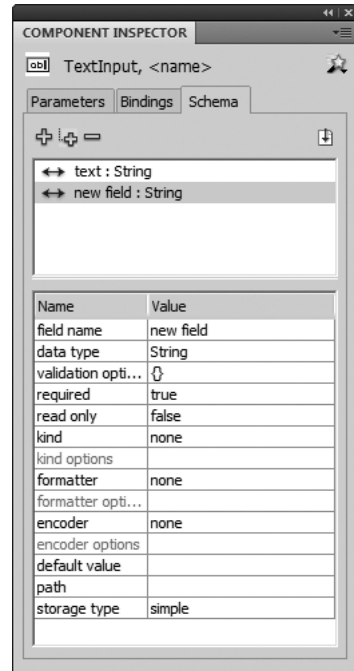 COMPONENT INSPECTOR
abl TextInput, <name>
Parameters Bindings Schema
text : String
new field : String
Name Value
field name new field
data type String
validation opti... {}
required true
read only false
kind none
kind options
formatter none
formatter opti...
encoder none
encoder options
default value
path
storage type simple